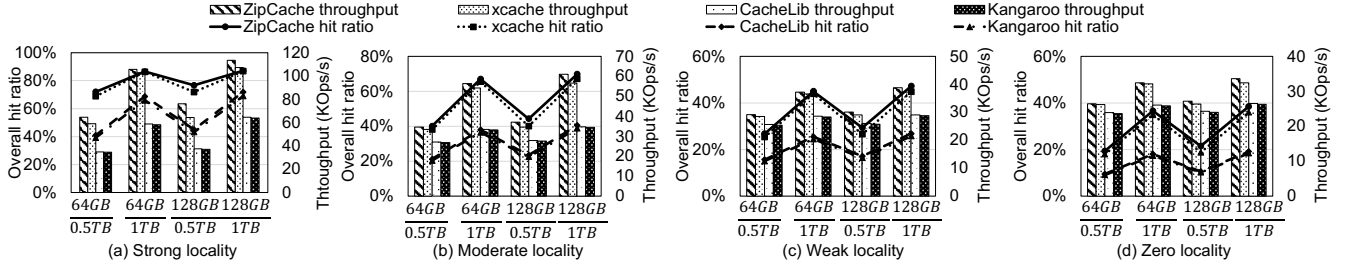 ZipCache throughput xcache throughput CacheLib throughput Kangaroo throughput
ZipCache hit ratio xcache hit ratio CacheLib hit ratio Kangaroo hit ratio
Overall hit ratio
100%
80%
60%
40%
20%
0%
120
100
80
60
40
20
0
Thtoughput (KOps/s)
64GB 64GB 128GB 128GB
0.5TB 1TB 0.5TB 1TB
(a) Strong locality
Overall hit ratio
80%
60%
40%
20%
0%
70
60
50
40
30
20
10
0
Throughput (KOps/s)
64GB 64GB 128GB 128GB
0.5TB 1TB 0.5TB 1TB
(b) Moderate locality
Overall hit ratio
60%
40%
20%
0%
50
40
30
20
10
0
Throughput (KOps/s)
64GB 64GB 128GB 128GB
0.5TB 1TB 0.5TB 1TB
(c) Weak locality
Overall hit ratio
60%
40%
20%
0%
40
30
20
10
0
Throughput (KOps/s)
64GB 64GB 128GB 128GB
0.5TB 1TB 0.5TB 1TB
(d) Zero locality